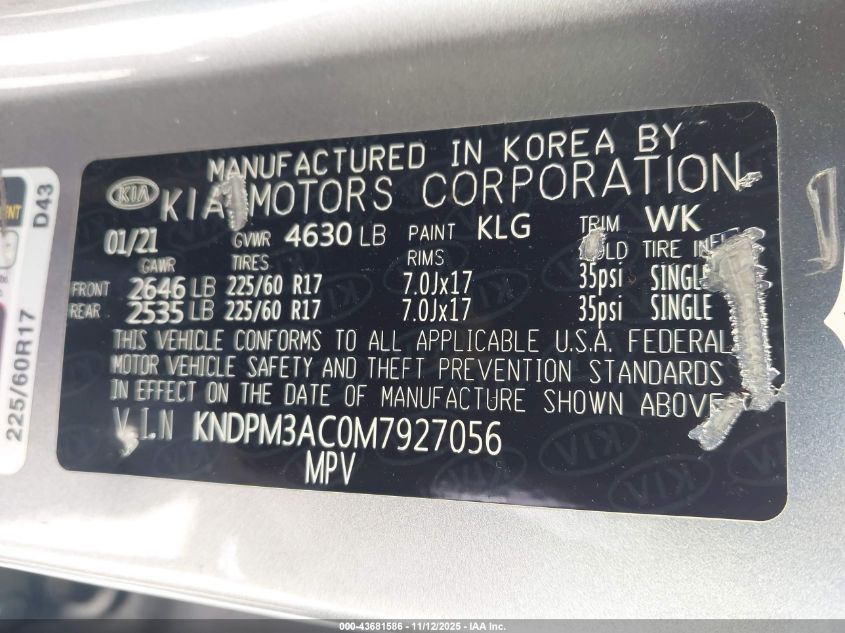 MANUFACTURED IN KOREA BY
KIA
KIA MOTORS CORPORATION
01/21 GVWR 4630 LB PAINT KLG TRIM WK
GAWR TIRES RIMS TIRE
FRONT 2646 LB 225/60 R17 7.0Jx17 35psi SINGLE
REAR 2535 LB 225/60 R17 7.0Jx17 35psi SINGLE
THIS VEHICLE CONFORMS TO ALL APPLICABLE U.S.A. FEDERAL
MOTOR VEHICLE SAFETY AND THEFT PREVENTION STANDARDS
IN EFFECT ON THE DATE OF MANUFACTURE SHOWN ABOVE
V.I.N KNDPM3AC0M7927056
MPV
D43
225/60R17
000-43681586 - 11/12/2025 - IAA Inc.